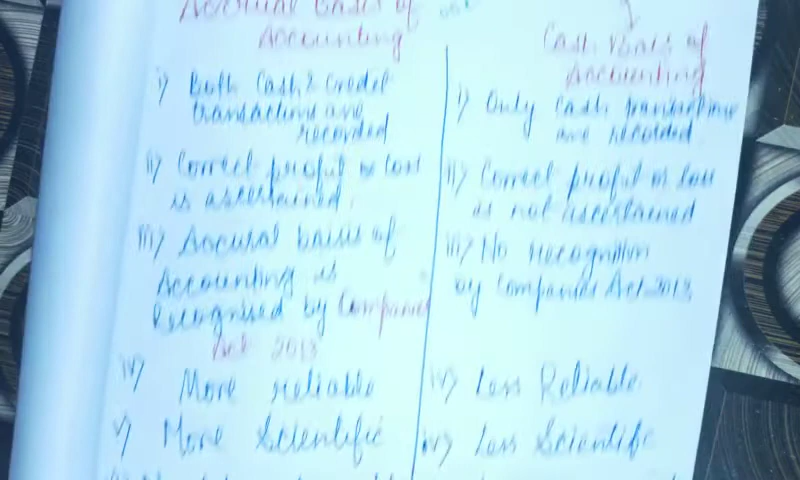 Accrual basis of
Accounting
i) Both Cash & Credit
transactions are
recorded
ii) Correct profit or loss
is ascertained.
iii) Accural basis of
Accounting is
Recognised by Companies
Act 2013
iv) More reliable
v) More Scientific
Cash Basis of
Accounting
i) Only Cash transactions
are recorded.
ii) Correct profit or loss
is not ascertained
iii) No recognition
by Companies Act 2013
iv) Less Reliable
iv) Less Scientific